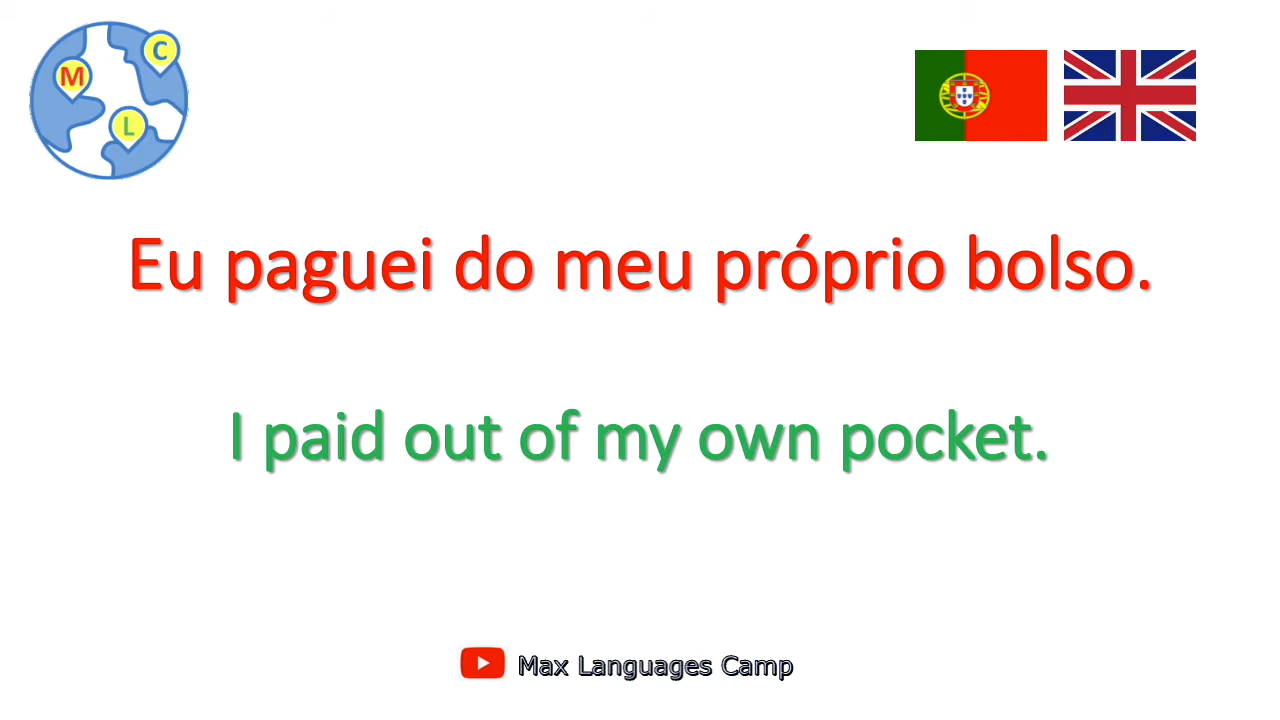 M
C
L
Eu paguei do meu próprio bolso.
I paid out of my own pocket.
Max Languages Camp